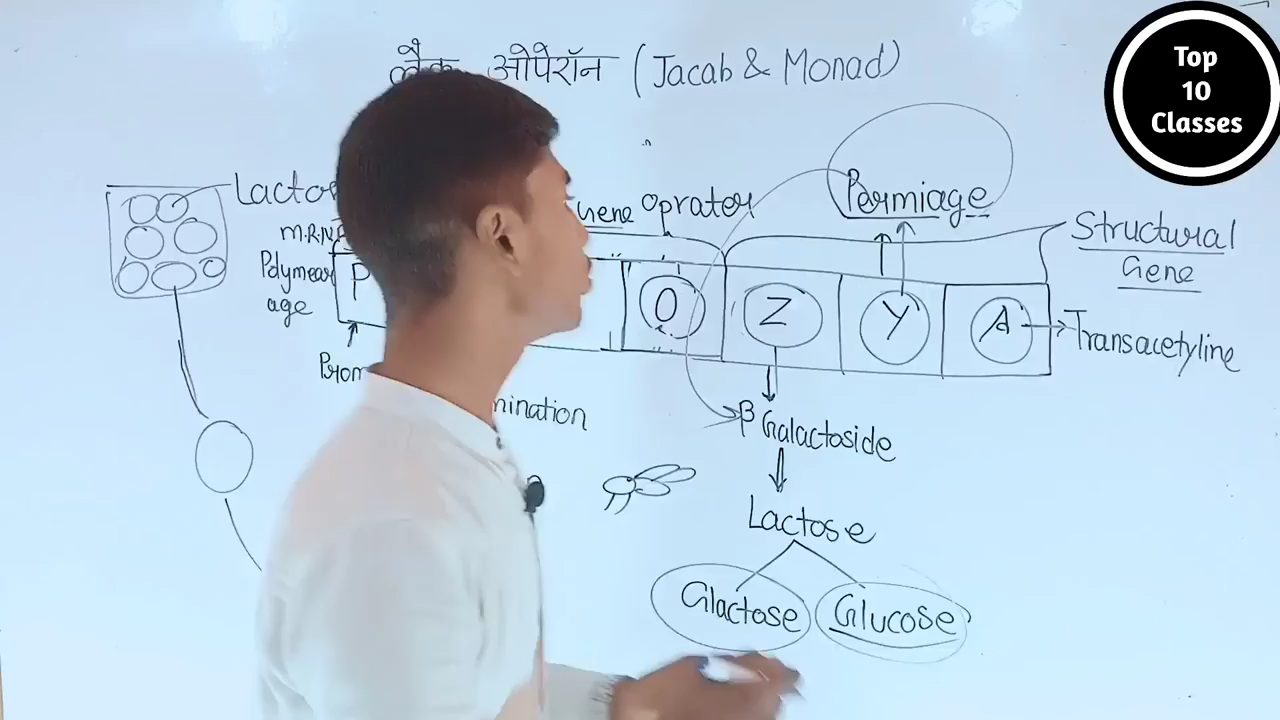 लैक ओपेरॉन (Jacab & Monad)
Top
10
Classes
Lacto
Permiage
Gene Oprator
Structural
Gene
m.RN
Polymear
age
P
O
Z
Y
A
Transacetyline
Prom
mination
β Galactoside
Lactose
Glactose
Glucose